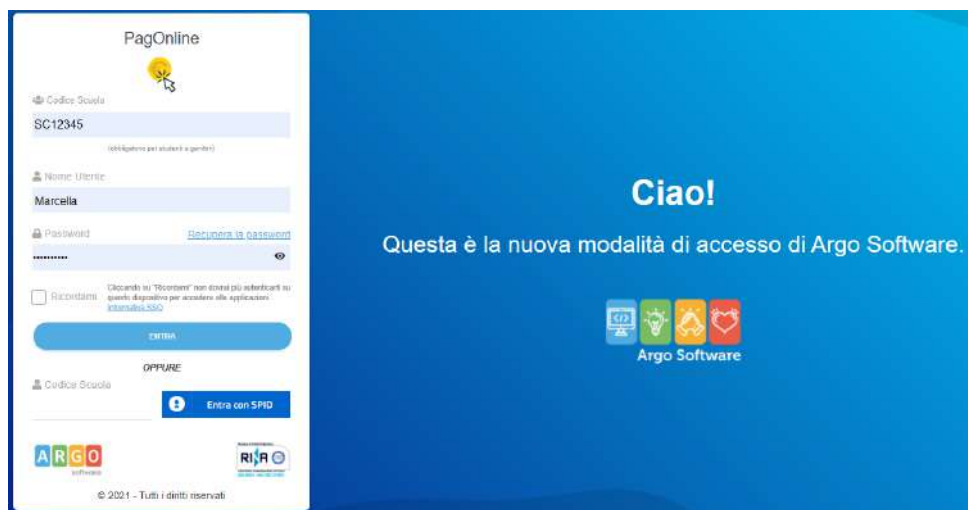 PagOnline
Codice Scuola
SC12345
(obbligatorio per studenti e genitori)
Nome Utente
Marcella
Password
Recupera la password
Ricordami
Cliccando su "Ricordami" non dovrai più autenticarti su
questo dispositivo per accedere alle applicazioni
Informativa SSO
ENTRA
OPPURE
Codice Scuola
Entra con SPID
ARGO
software
RINA
© 2021 - Tutti i diritti riservati
Ciao!
Questa è la nuova modalità di accesso di Argo Software.
</>
Argo Software